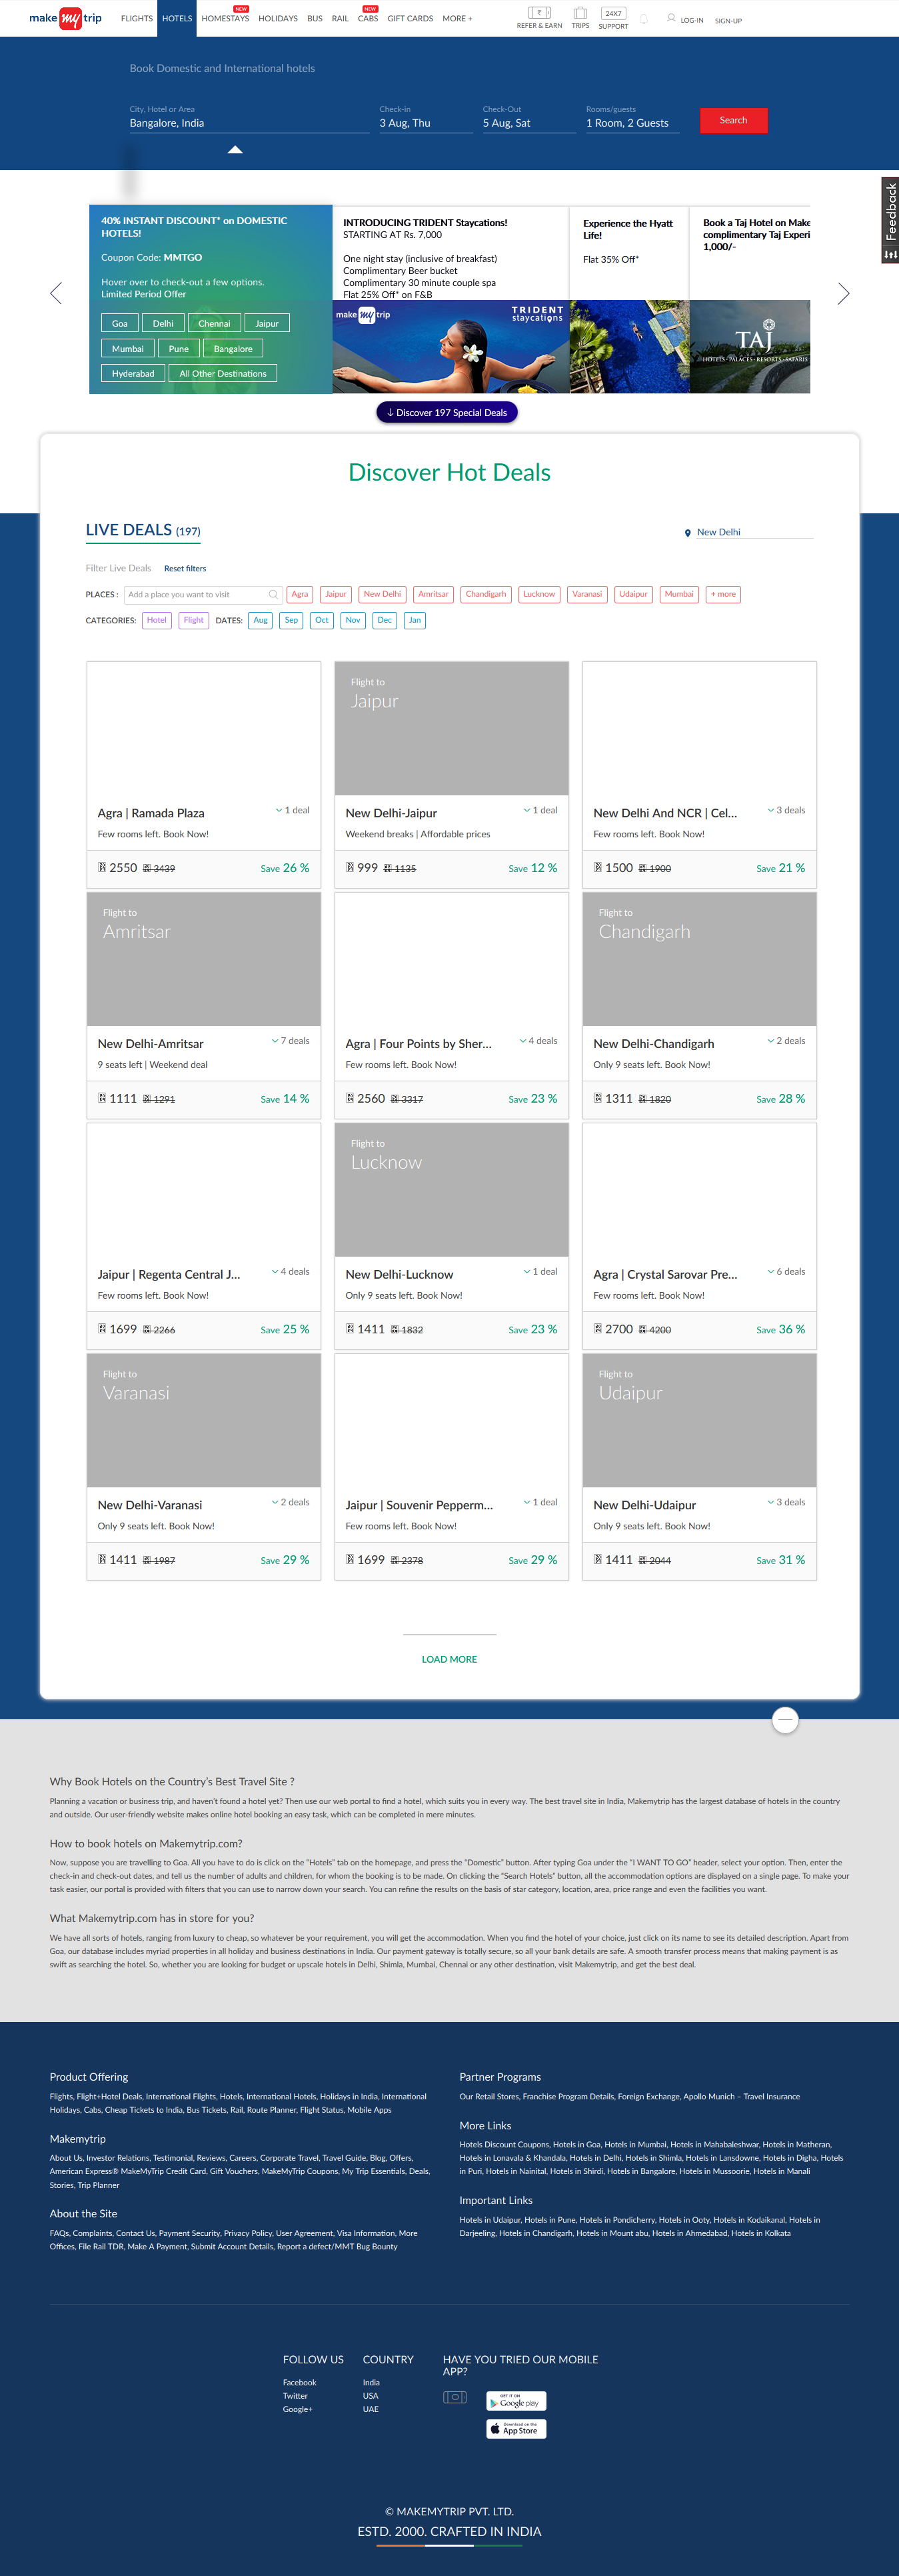 make my trip
FLIGHTS
HOTELS
NEW
HOMESTAYS
HOLIDAYS
BUS
RAIL
NEW
CABS
GIFT CARDS
MORE +
₹
REFER & EARN
TRIPS
24X7
SUPPORT
LOG-IN
SIGN-UP
Book Domestic and International hotels
City, Hotel or Area
Bangalore, India
Check-in
3 Aug, Thu
Check-Out
5 Aug, Sat
Rooms/guests
1 Room, 2 Guests
Search
Feedback
40% INSTANT DISCOUNT* on DOMESTIC
HOTELS!
Coupon Code: MMTGO
Hover over to check-out a few options.
Limited Period Offer
Goa
Delhi
Chennai
Jaipur
Mumbai
Pune
Bangalore
Hyderabad
All Other Destinations
INTRODUCING TRIDENT Staycations!
STARTING AT Rs. 7,000
One night stay (inclusive of breakfast)
Complimentary Beer bucket
Complimentary 30 minute couple spa
Flat 25% Off* on F&B
make my trip
TRIDENT
staycations
Experience the Hyatt
Life!
Flat 35% Off*
Book a Taj Hotel on Make
complimentary Taj Experi
1,000/-
TAJ
HOTELS · PALACES · RESORTS · SAFARIS
↓ Discover 197 Special Deals
Discover Hot Deals
LIVE DEALS (197)
New Delhi
Filter Live Deals
Reset filters
PLACES :
Add a place you want to visit
Agra
Jaipur
New Delhi
Amritsar
Chandigarh
Lucknow
Varanasi
Udaipur
Mumbai
+ more
CATEGORIES:
Hotel
Flight
DATES:
Aug
Sep
Oct
Nov
Dec
Jan
Agra | Ramada Plaza
1 deal
Few rooms left. Book Now!
2550 3439
Save 26 %
Flight to
Jaipur
New Delhi-Jaipur
1 deal
Weekend breaks | Affordable prices
999 1135
Save 12 %
New Delhi And NCR | Cel...
3 deals
Few rooms left. Book Now!
1500 1900
Save 21 %
Flight to
Amritsar
New Delhi-Amritsar
7 deals
9 seats left | Weekend deal
1111 1291
Save 14 %
Agra | Four Points by Sher...
4 deals
Few rooms left. Book Now!
2560 3317
Save 23 %
Flight to
Chandigarh
New Delhi-Chandigarh
2 deals
Only 9 seats left. Book Now!
1311 1820
Save 28 %
Jaipur | Regenta Central J...
4 deals
Few rooms left. Book Now!
1699 2266
Save 25 %
Flight to
Lucknow
New Delhi-Lucknow
1 deal
Only 9 seats left. Book Now!
1411 1832
Save 23 %
Agra | Crystal Sarovar Pre...
6 deals
Few rooms left. Book Now!
2700 4200
Save 36 %
Flight to
Varanasi
New Delhi-Varanasi
2 deals
Only 9 seats left. Book Now!
1411 1987
Save 29 %
Jaipur | Souvenir Pepperm...
1 deal
Few rooms left. Book Now!
1699 2378
Save 29 %
Flight to
Udaipur
New Delhi-Udaipur
3 deals
Only 9 seats left. Book Now!
1411 2044
Save 31 %
LOAD MORE
Why Book Hotels on the Country's Best Travel Site ?
Planning a vacation or business trip, and haven't found a hotel yet? Then use our web portal to find a hotel, which suits you in every way. The best travel site in India, Makemytrip has the largest database of hotels in the country
and outside. Our user-friendly website makes online hotel booking an easy task, which can be completed in mere minutes.
How to book hotels on Makemytrip.com?
Now, suppose you are travelling to Goa. All you have to do is click on the "Hotels" tab on the homepage, and press the "Domestic" button. After typing Goa under the "I WANT TO GO" header, select your option. Then, enter the
check-in and check-out dates, and tell us the number of adults and children, for whom the booking is to be made. On clicking the "Search Hotels" button, all the accommodation options are displayed on a single page. To make your
task easier, our portal is provided with filters that you can use to narrow down your search. You can refine the results on the basis of star category, location, area, price range and even the facilities you want.
What Makemytrip.com has in store for you?
We have all sorts of hotels, ranging from luxury to cheap, so whatever be your requirement, you will get the accommodation. When you find the hotel of your choice, just click on its name to see its detailed description. Apart from
Goa, our database includes myriad properties in all holiday and business destinations in India. Our payment gateway is totally secure, so all your bank details are safe. A smooth transfer process means that making payment is as
swift as searching the hotel. So, whether you are looking for budget or upscale hotels in Delhi, Shimla, Mumbai, Chennai or any other destination, visit Makemytrip, and get the best deal.
Product Offering
Flights, Flight+Hotel Deals, International Flights, Hotels, International Hotels, Holidays in India, International
Holidays, Cabs, Cheap Tickets to India, Bus Tickets, Rail, Route Planner, Flight Status, Mobile Apps
Makemytrip
About Us, Investor Relations, Testimonial, Reviews, Careers, Corporate Travel, Travel Guide, Blog, Offers,
American Express® MakeMyTrip Credit Card, Gift Vouchers, MakeMyTrip Coupons, My Trip Essentials, Deals,
Stories, Trip Planner
About the Site
FAQs, Complaints, Contact Us, Payment Security, Privacy Policy, User Agreement, Visa Information, More
Offices, File Rail TDR, Make A Payment, Submit Account Details, Report a defect/MMT Bug Bounty
Partner Programs
Our Retail Stores, Franchise Program Details, Foreign Exchange, Apollo Munich – Travel Insurance
More Links
Hotels Discount Coupons, Hotels in Goa, Hotels in Mumbai, Hotels in Mahabaleshwar, Hotels in Matheran,
Hotels in Lonavala & Khandala, Hotels in Delhi, Hotels in Shimla, Hotels in Lansdowne, Hotels in Digha, Hotels
in Puri, Hotels in Nainital, Hotels in Shirdi, Hotels in Bangalore, Hotels in Mussoorie, Hotels in Manali
Important Links
Hotels in Udaipur, Hotels in Pune, Hotels in Pondicherry, Hotels in Ooty, Hotels in Kodaikanal, Hotels in
Darjeeling, Hotels in Chandigarh, Hotels in Mount abu, Hotels in Ahmedabad, Hotels in Kolkata
FOLLOW US
Facebook
Twitter
Google+
COUNTRY
India
USA
UAE
HAVE YOU TRIED OUR MOBILE
APP?
GET IT ON
Google play
Download on the
App Store
© MAKEMYTRIP PVT. LTD.
ESTD. 2000. CRAFTED IN INDIA